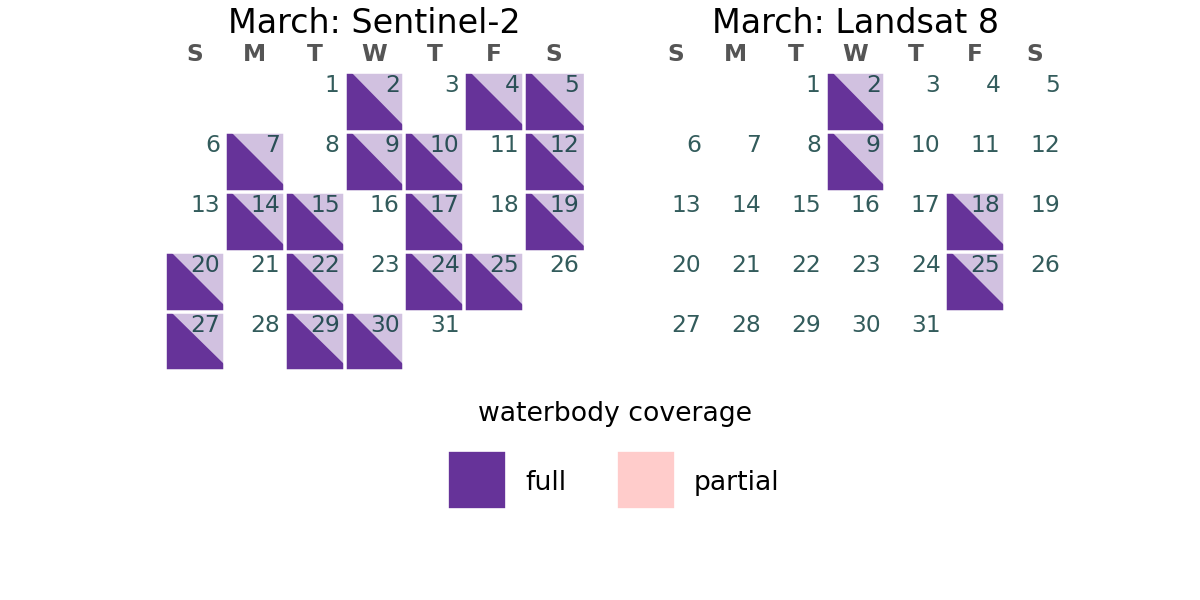 March: Sentinel-2
S M T W T F S
1 2 3 4 5
6 7 8 9 10 11 12
13 14 15 16 17 18 19
20 21 22 23 24 25 26
27 28 29 30 31
March: Landsat 8
S M T W T F S
1 2 3 4 5
6 7 8 9 10 11 12
13 14 15 16 17 18 19
20 21 22 23 24 25 26
27 28 29 30 31
waterbody coverage
full partial